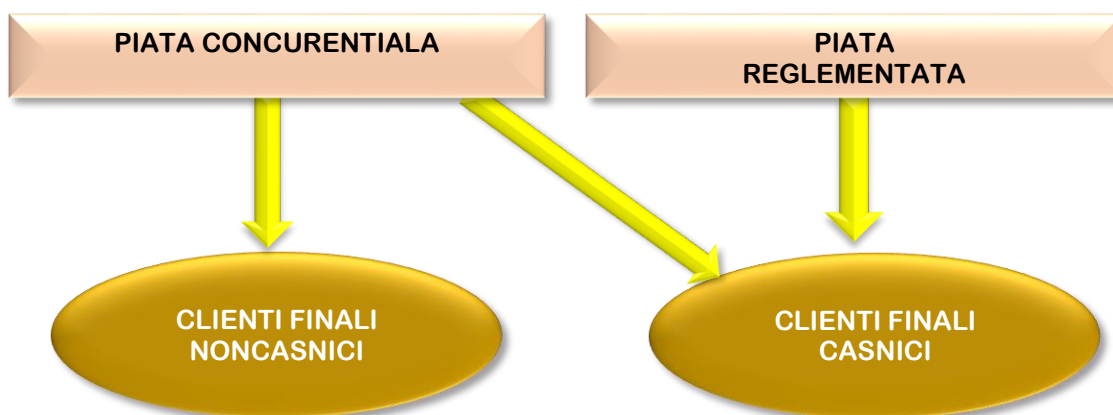 PIATA CONCURENTIALA
PIATA
REGLEMENTATA
CLIENTI FINALI
NONCASNICI
CLIENTI FINALI
CASNICI